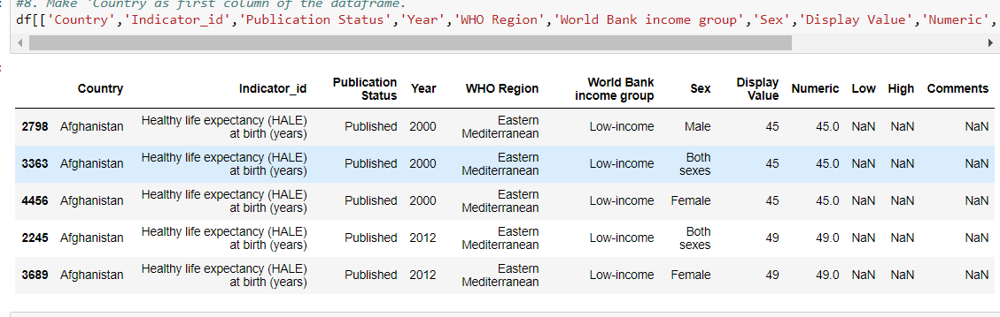 #8. Make 'Country as first column of the dataframe.
df[['Country','Indicator_id','Publication Status','Year','WHO Region','World Bank income group','Sex','Display Value','Numeric',
Country Indicator_id Publication Status Year WHO Region World Bank income group Sex Display Value Numeric Low High Comments
2798 Afghanistan Healthy life expectancy (HALE) at birth (years) Published 2000 Eastern Mediterranean Low-income Male 45 45.0 NaN NaN NaN
3363 Afghanistan Healthy life expectancy (HALE) at birth (years) Published 2000 Eastern Mediterranean Low-income Both sexes 45 45.0 NaN NaN NaN
4456 Afghanistan Healthy life expectancy (HALE) at birth (years) Published 2000 Eastern Mediterranean Low-income Female 45 45.0 NaN NaN NaN
2245 Afghanistan Healthy life expectancy (HALE) at birth (years) Published 2012 Eastern Mediterranean Low-income Both sexes 49 49.0 NaN NaN NaN
3689 Afghanistan Healthy life expectancy (HALE) at birth (years) Published 2012 Eastern Mediterranean Low-income Female 49 49.0 NaN NaN NaN